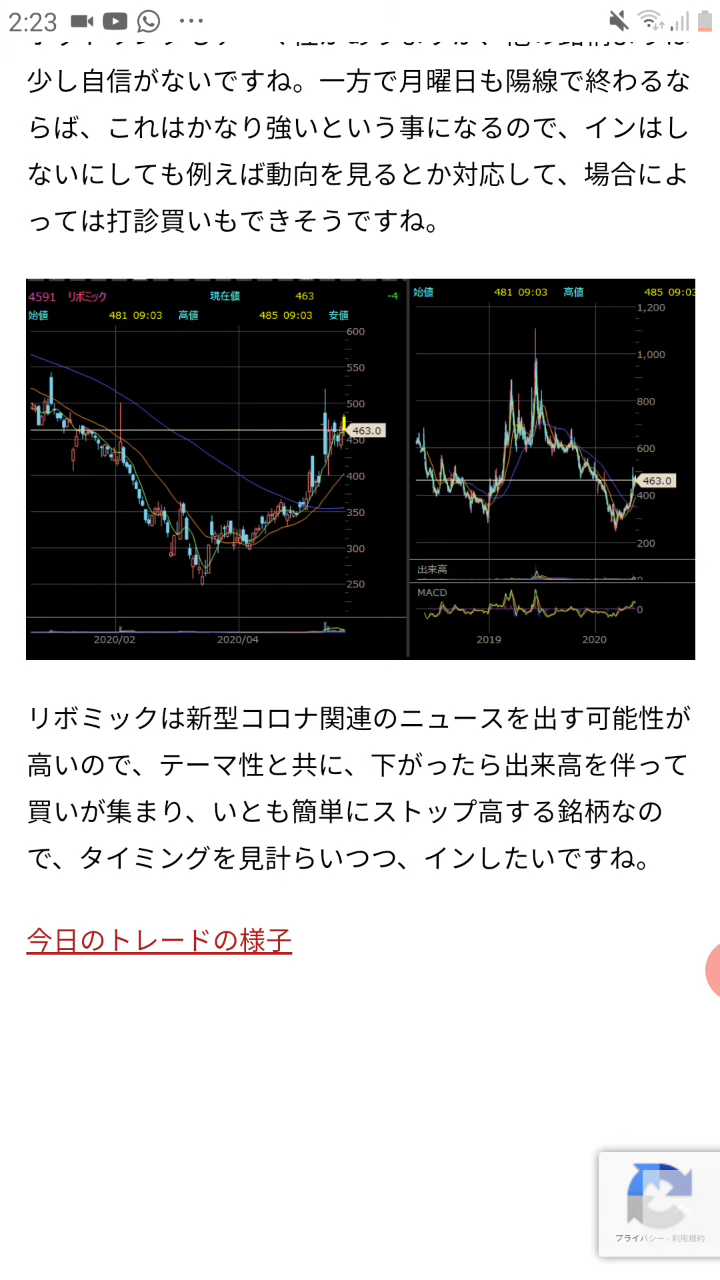 2:23
少し自信がないですね。一方で月曜日も陽線で終わるな
らば、これはかなり強いという事になるので、インはし
ないにしても例えば動向を見るとか対応して、場合によ
っては打診買いもできそうですね。
4591 リボミック 現在値 463 -4
始値 481 09:03 高値 485 09:03 安値
600
550
500
463.0
450
400
350
300
250
2020/02 2020/04
始値 481 09:03 高値 485 09:03
1,200
1,000
800
600
463.0
400
200
出来高
0
MACD
0
2019 2020
リボミックは新型コロナ関連のニュースを出す可能性が
高いので、テーマ性と共に、下がったら出来高を伴って
買いが集まり、いとも簡単にストップ高する銘柄なの
で、タイミングを見計らいつつ、インしたいですね。
今日のトレードの様子
プライバシー - 利用規約